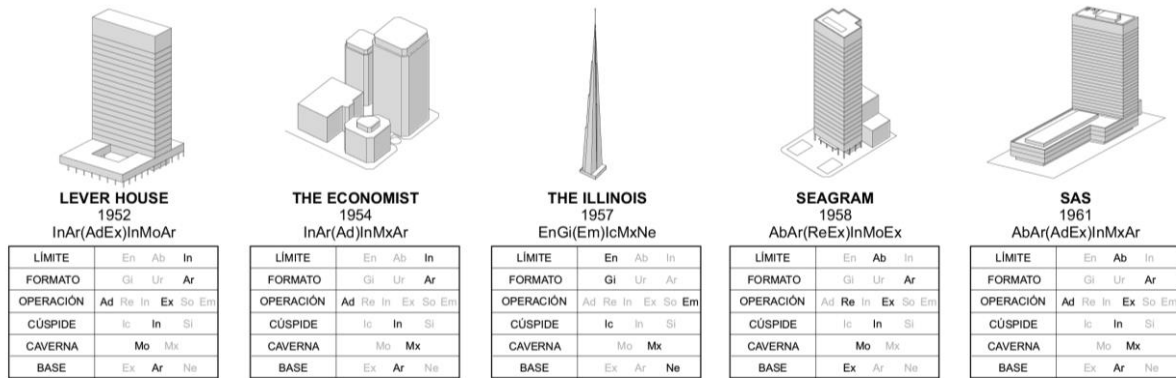 LEVER HOUSE
1952
InAr(AdEx)InMoAr
LÍMITE En Ab In
FORMATO Gi Ur Ar
OPERACIÓN Ad Re In Ex So Em
CÚSPIDE Ic In Si
CAVERNA Mo Mx
BASE Ex Ar Ne
THE ECONOMIST
1954
InAr(Ad)InMxAr
LÍMITE En Ab In
FORMATO Gi Ur Ar
OPERACIÓN Ad Re In Ex So Em
CÚSPIDE Ic In Si
CAVERNA Mo Mx
BASE Ex Ar Ne
THE ILLINOIS
1957
EnGi(Em)IcMxNe
LÍMITE En Ab In
FORMATO Gi Ur Ar
OPERACIÓN Ad Re In Ex So Em
CÚSPIDE Ic In Si
CAVERNA Mo Mx
BASE Ex Ar Ne
SEAGRAM
1958
AbAr(ReEx)InMoEx
LÍMITE En Ab In
FORMATO Gi Ur Ar
OPERACIÓN Ad Re In Ex So Em
CÚSPIDE Ic In Si
CAVERNA Mo Mx
BASE Ex Ar Ne
SAS
1961
AbAr(AdEx)InMxAr
LÍMITE En Ab In
FORMATO Gi Ur Ar
OPERACIÓN Ad Re In Ex So Em
CÚSPIDE Ic In Si
CAVERNA Mo Mx
BASE Ex Ar Ne